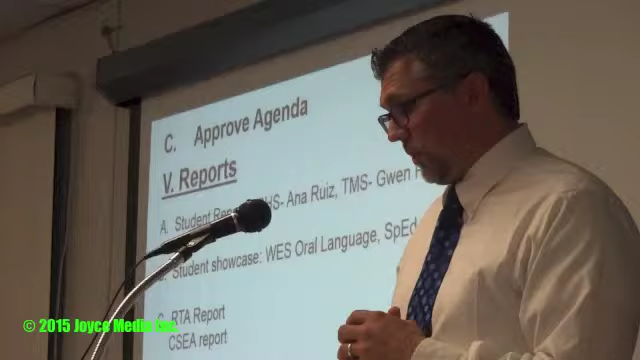 C. Approve Agenda
V. Reports
A. Student HS- Ana Ruiz, TMS- Gwen
Student showcase: WES Oral Language, SpEd
RTA Report
CSEA report
© 2015 Joyce Media Inc.